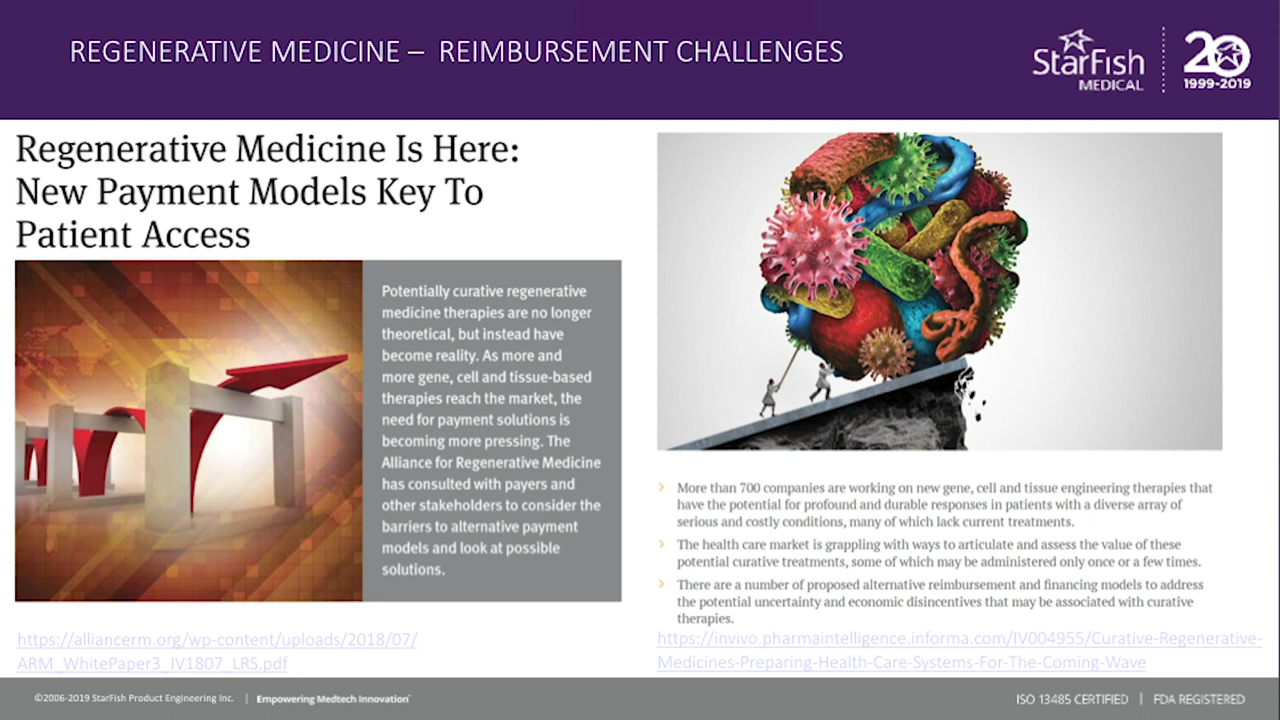 REGENERATIVE MEDICINE – REIMBURSEMENT CHALLENGES
StarFish
MEDICAL
20
1999-2019
Regenerative Medicine Is Here:
New Payment Models Key To
Patient Access
Potentially curative regenerative
medicine therapies are no longer
theoretical, but instead have
become reality. As more and
more gene, cell and tissue-based
therapies reach the market, the
need for payment solutions is
becoming more pressing. The
Alliance for Regenerative Medicine
has consulted with payers and
other stakeholders to consider the
barriers to alternative payment
models and look at possible
solutions.
https://alliancerm.org/wp-content/uploads/2018/07/
ARM_WhitePaper3_IV1807_LRS.pdf
More than 700 companies are working on new gene, cell and tissue engineering therapies that
have the potential for profound and durable responses in patients with a diverse array of
serious and costly conditions, many of which lack current treatments.
The health care market is grappling with ways to articulate and assess the value of these
potential curative treatments, some of which may be administered only once or a few times.
There are a number of proposed alternative reimbursement and financing models to address
the potential uncertainty and economic disincentives that may be associated with curative
therapies.
https://invivo.pharmaintelligence.informa.com/IV004955/Curative-Regenerative-
Medicines-Preparing-Health-Care-Systems-For-The-Coming-Wave
©2006-2019 StarFish Product Engineering Inc. | Empowering Medtech Innovation™
ISO 13485 CERTIFIED | FDA REGISTERED